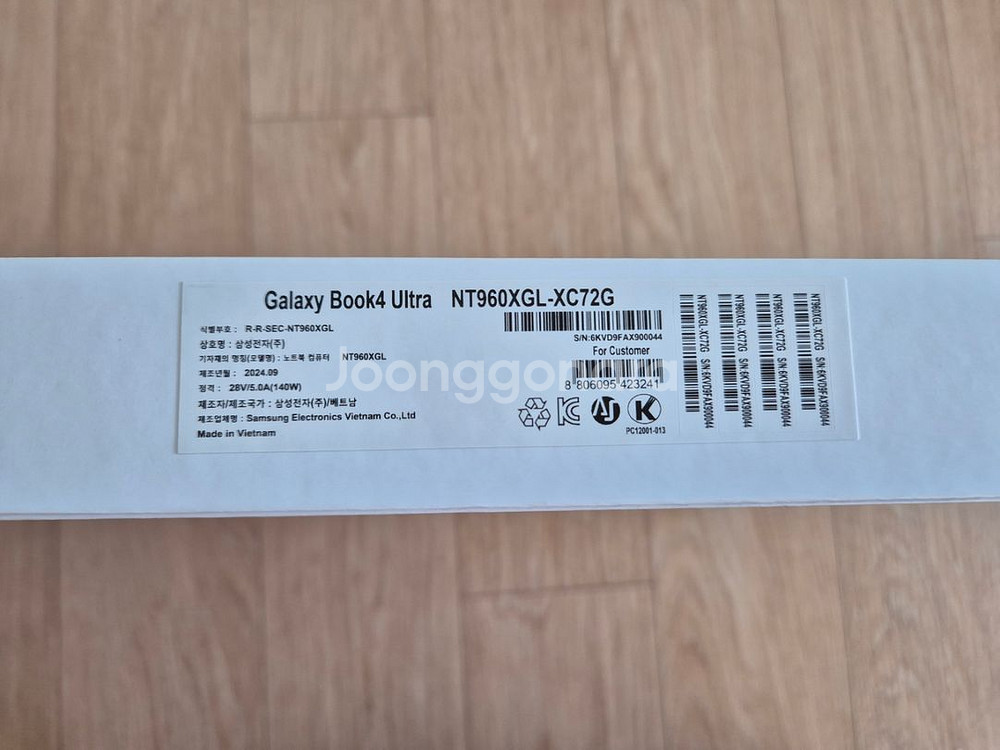 Galaxy Book4 Ultra NT960XGL-XC72G
식별부호 : R-R-SEC-NT960XGL
상호명 : 삼성전자(주)
기자재의 명칭(모델명) : 노트북 컴퓨터 NT960XGL
제조년월 : 2024.09
정격 : 28V/5.0A(140W)
제조자/제조국가 : 삼성전자(주)/베트남
제조업체명 : Samsung Electronics Vietnam Co.,Ltd
Made in Vietnam
S/N:6KVD9FAX900044
For Customer
8 806095 423241
PC12001-013
NT960XGL-XC72G S/N:6KVD9FAX900044
NT960XGL-XC72G S/N:6KVD9FAX900044
NT960XGL-XC72G S/N:6KVD9FAX900044
NT960XGL-XC72G S/N:6KVD9FAX900044
Joonggonara